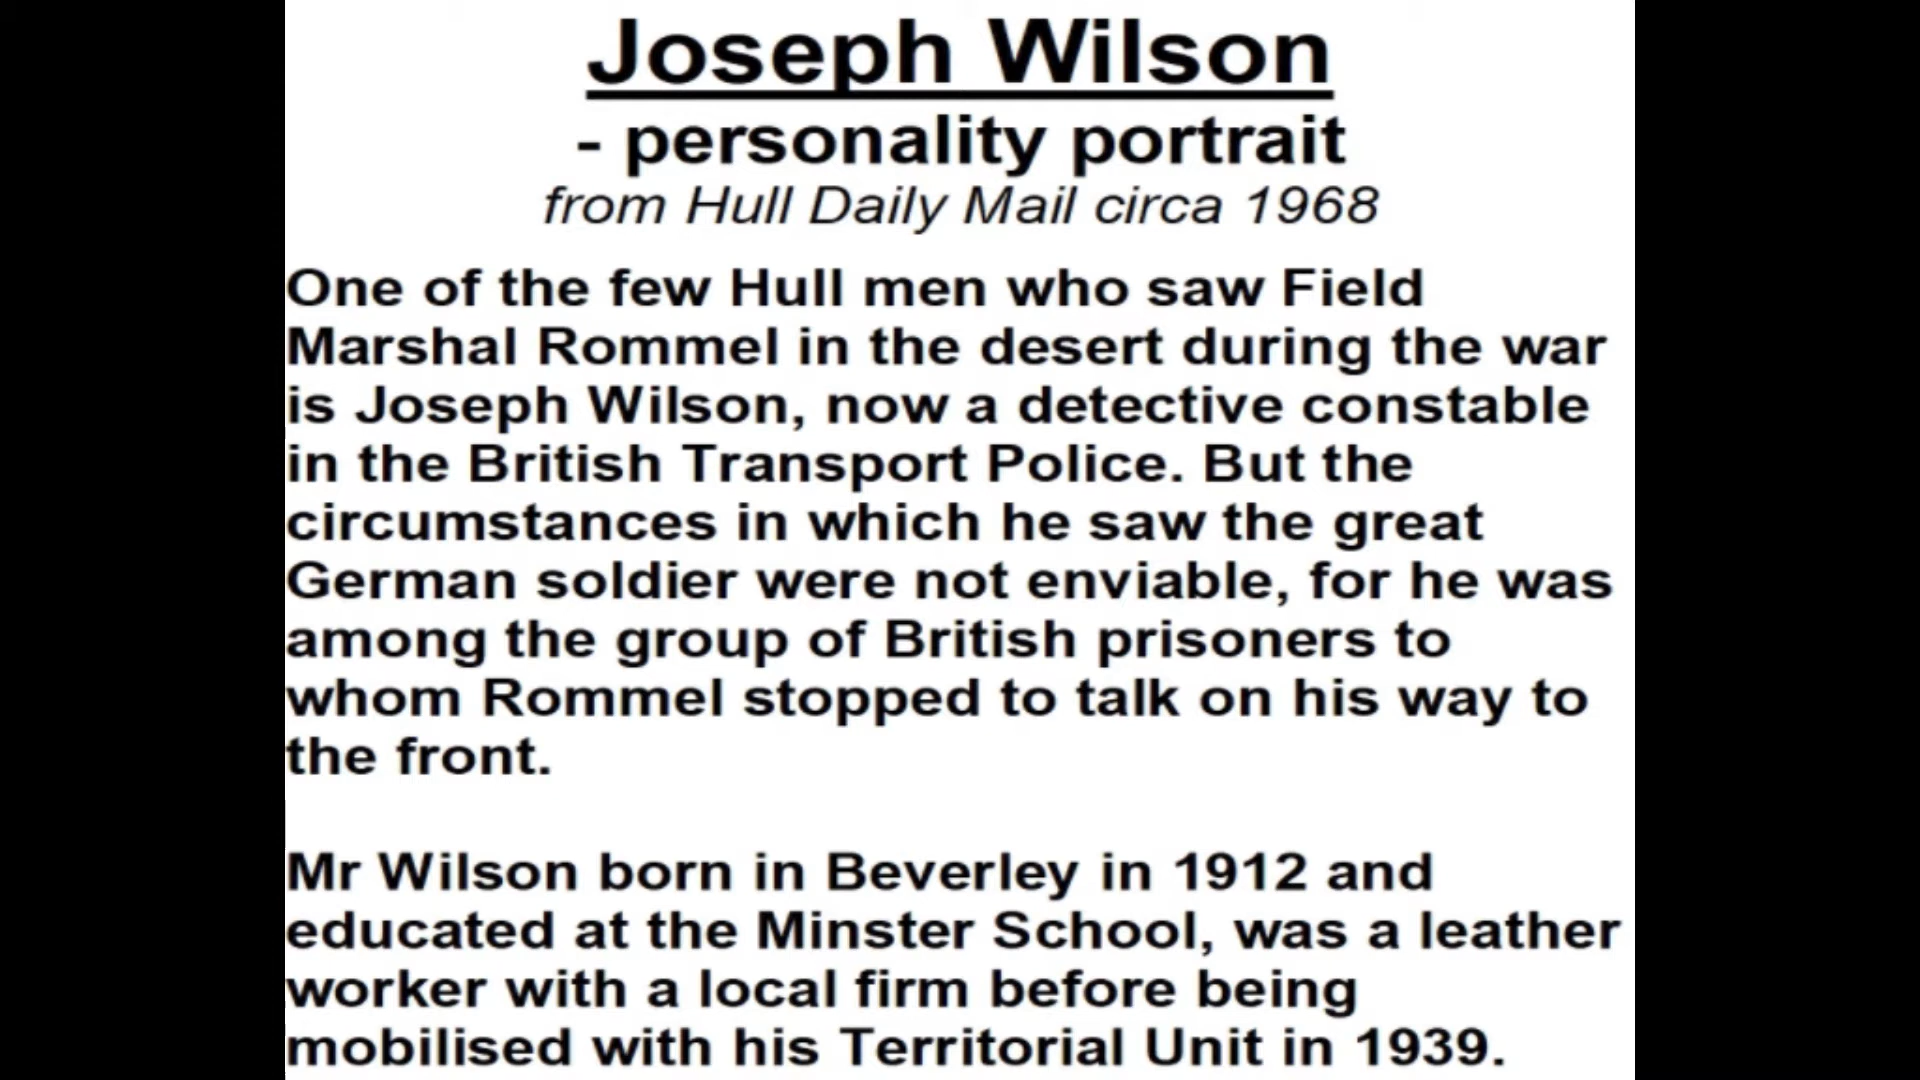 Joseph Wilson
- personality portrait
from Hull Daily Mail circa 1968
One of the few Hull men who saw Field
Marshal Rommel in the desert during the war
is Joseph Wilson, now a detective constable
in the British Transport Police. But the
circumstances in which he saw the great
German soldier were not enviable, for he was
among the group of British prisoners to
whom Rommel stopped to talk on his way to
the front.
Mr Wilson born in Beverley in 1912 and
educated at the Minster School, was a leather
worker with a local firm before being
mobilised with his Territorial Unit in 1939.